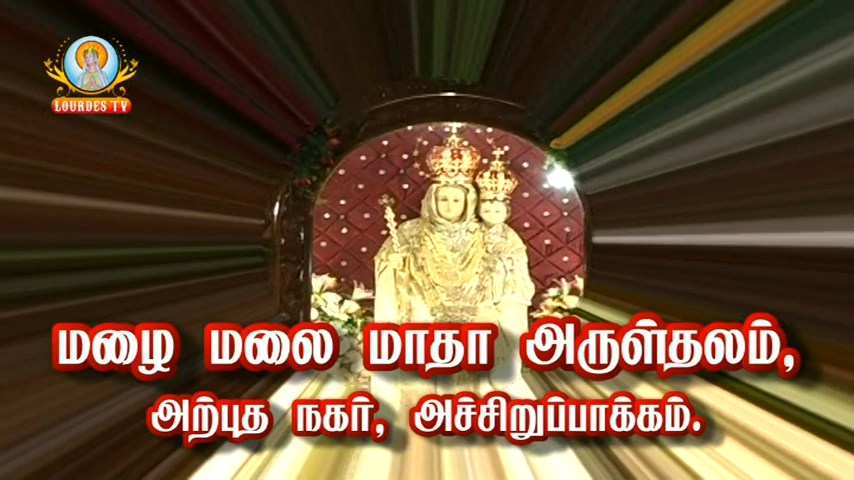 LOURDES TV
மழை மலை மாதா அருள்தலம்,
அற்புத நகர், அச்சிறுப்பாக்கம்.